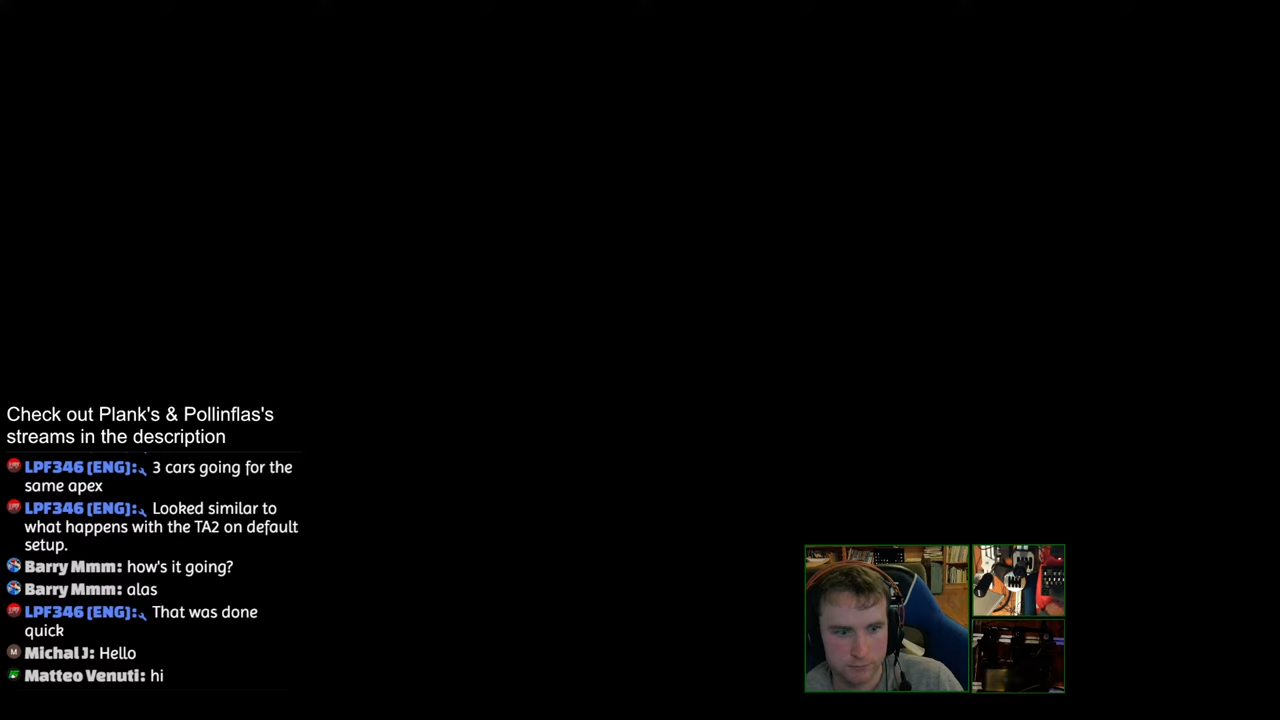 Check out Plank's & Pollinflas's
streams in the description
LPF346 (ENG): 3 cars going for the
same apex
LPF346 (ENG): Looked similar to
what happens with the TA2 on default
setup.
Barry Mmm: how's it going?
Barry Mmm: alas
LPF346 (ENG): That was done
quick
Michal J: Hello
Matteo Venuti: hi